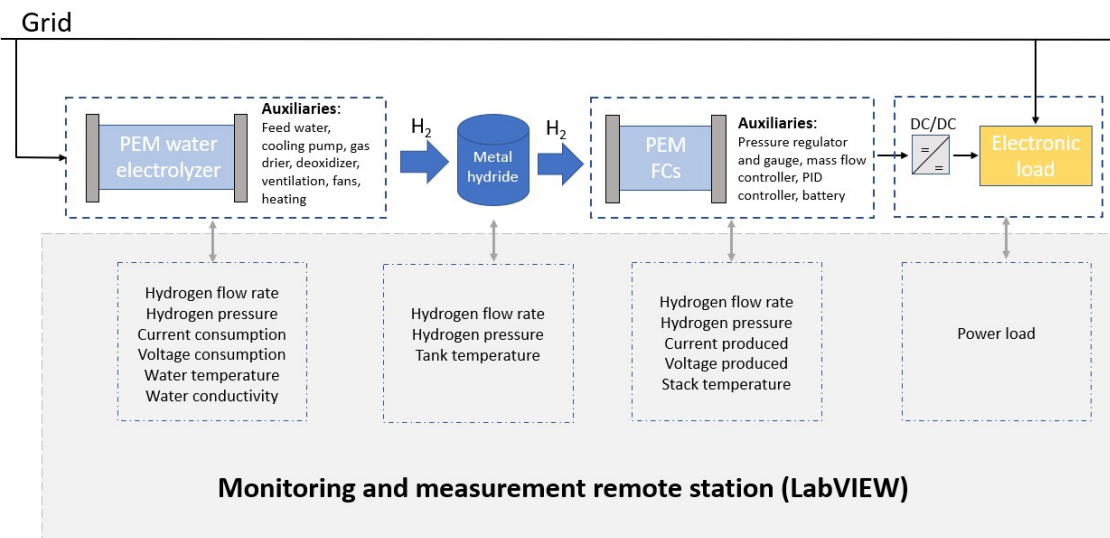 Grid
PEM water
electrolyzer
Auxiliaries:
Feed water,
cooling pump, gas
drier, deoxidizer,
ventilation, fans,
heating
H2
Metal
hydride
H2
PEM
FCs
Auxiliaries:
Pressure regulator
and gauge, mass flow
controller, PID
controller, battery
DC/DC
=
=
Electronic
load
Hydrogen flow rate
Hydrogen pressure
Current consumption
Voltage consumption
Water temperature
Water conductivity
Hydrogen flow rate
Hydrogen pressure
Tank temperature
Hydrogen flow rate
Hydrogen pressure
Current produced
Voltage produced
Stack temperature
Power load
Monitoring and measurement remote station (LabVIEW)